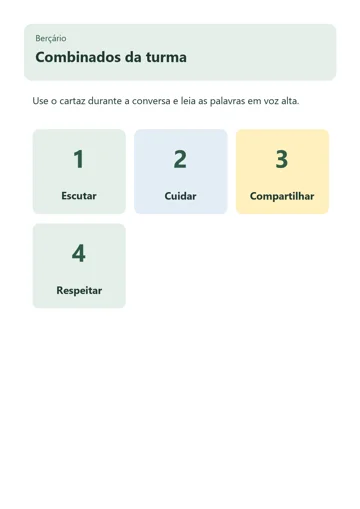 Berçário
Combinados da turma
Use o cartaz durante a conversa e leia as palavras em voz alta.
1
Escutar
2
Cuidar
3
Compartilhar
4
Respeitar